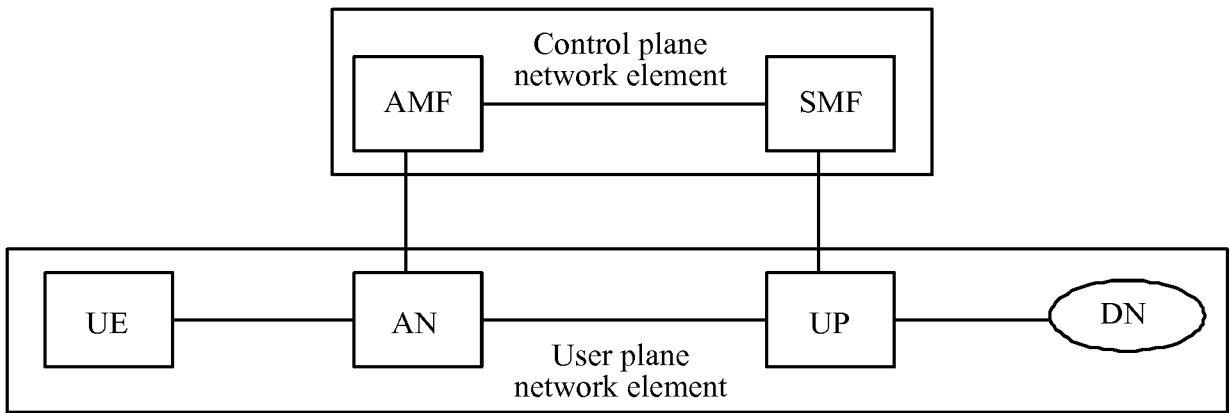 Control plane
network element
AMF
SMF
UE
AN
UP
DN
User plane
network element